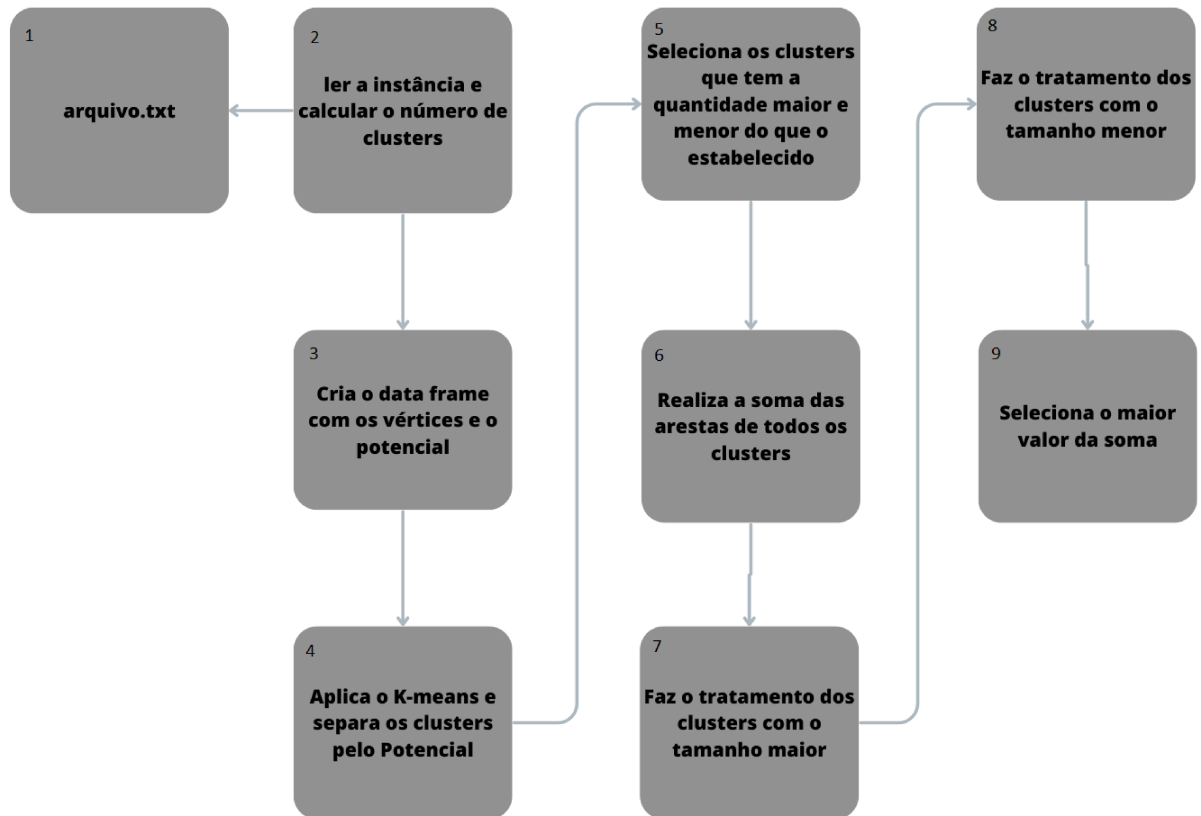 1
arquivo.txt
2
ler a instância e
calcular o número de
clusters
3
Cria o data frame
com os vértices e o
potencial
4
Aplica o K-means e
separa os clusters
pelo Potencial
5
Seleciona os clusters
que tem a
quantidade maior e
menor do que o
estabelecido
6
Realiza a soma das
arestas de todos os
clusters
7
Faz o tratamento dos
clusters com o
tamanho maior
8
Faz o tratamento dos
clusters com o
tamanho menor
9
Seleciona o maior
valor da soma